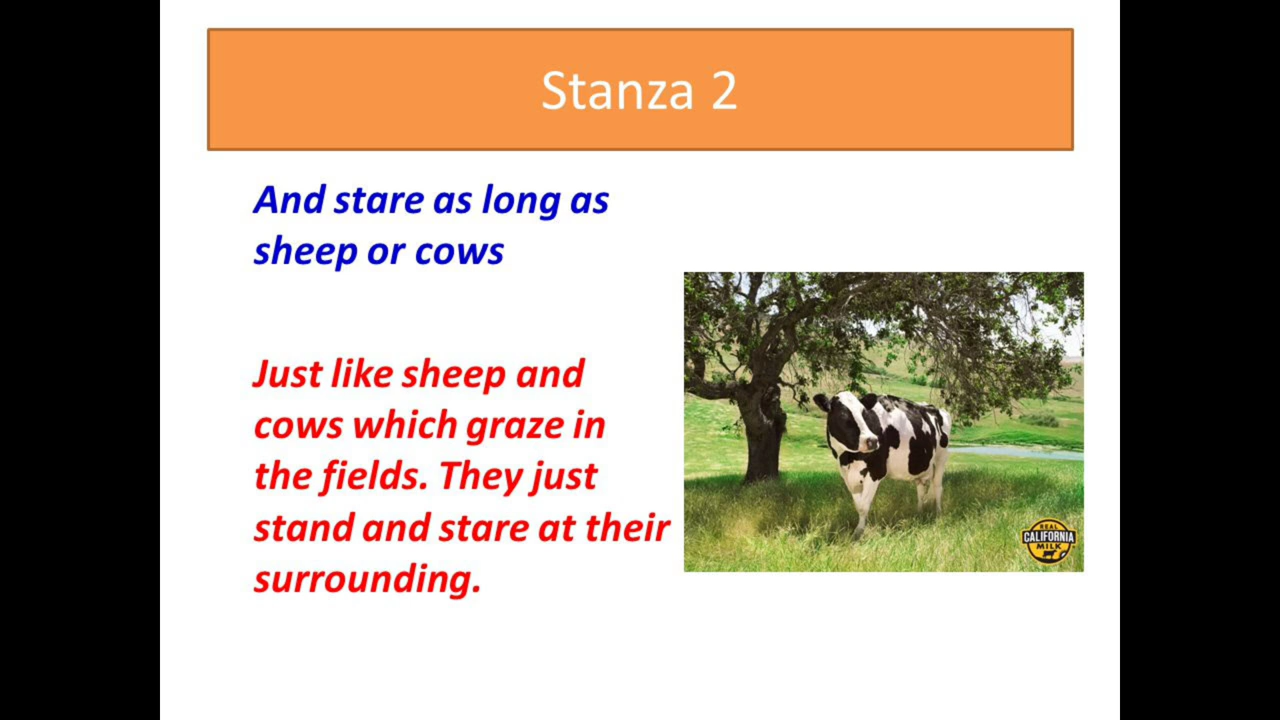 Stanza 2
And stare as long as
sheep or cows
Just like sheep and
cows which graze in
the fields. They just
stand and stare at their
surrounding.
REAL
CALIFORNIA
MILK